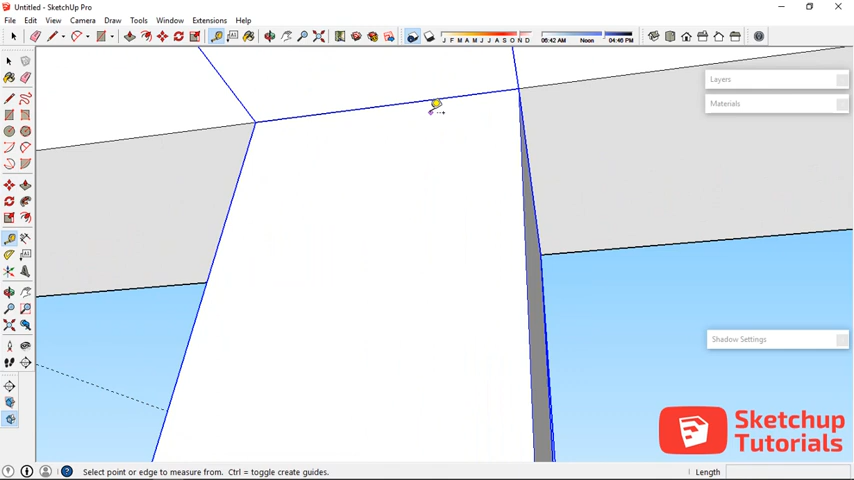 Untitled - SketchUp Pro
File Edit View Camera Draw Tools Window Extensions Help
J F M A M J J A S O N D 06:42 AM Noon 04:46 PM
Layers
Materials
Shadow Settings
Sketchup
Tutorials
Select point or edge to measure from. Ctrl = toggle create guides. Length